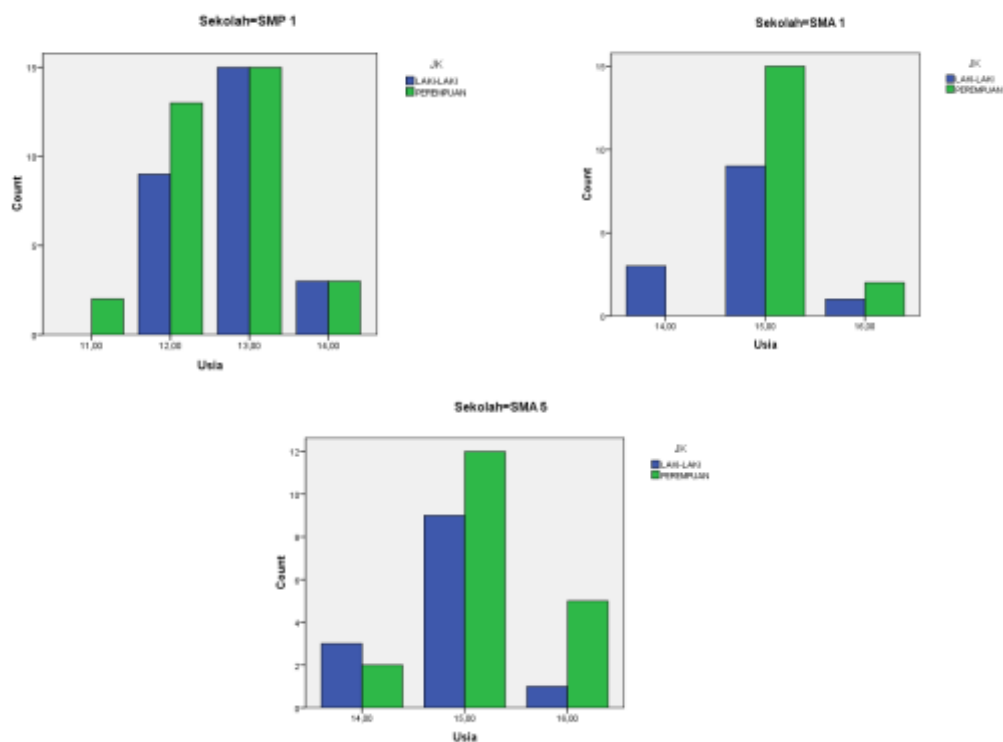 Sekolah=SMP 1
Count
15
10
5
0
11,00
12,00
13,00
14,00
Usia
JK
LAKI-LAKI
PEREMPUAN
Sekolah=SMA 1
Count
15
10
5
0
14,00
15,00
16,00
Usia
JK
LAKI-LAKI
PEREMPUAN
Sekolah=SMA 5
Count
12
10
8
6
4
2
0
14,00
15,00
16,00
Usia
JK
LAKI-LAKI
PEREMPUAN